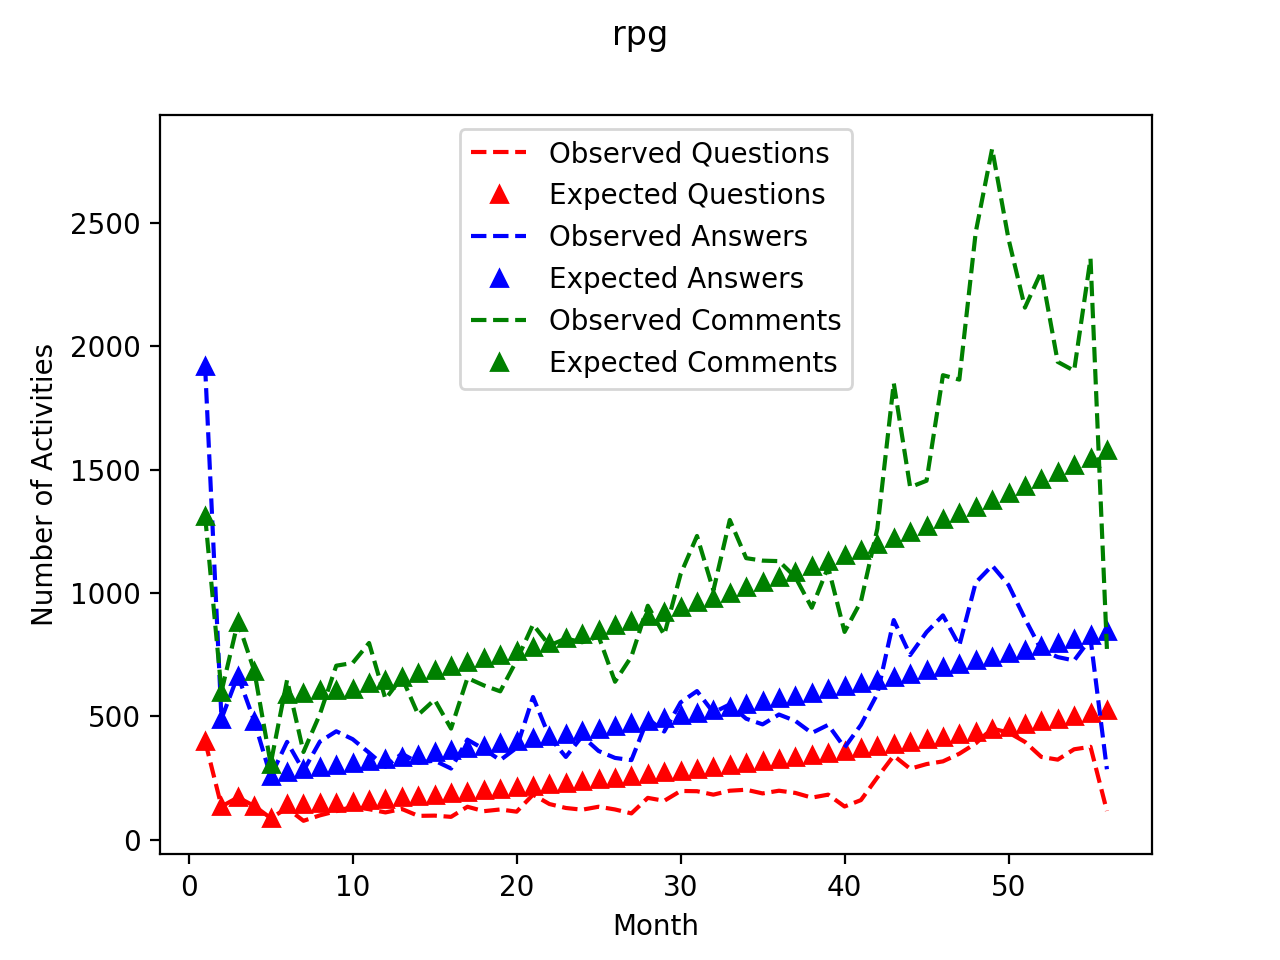 rpg
Observed Questions
Expected Questions
Observed Answers
Expected Answers
Observed Comments
Expected Comments
Number of Activities
2500
2000
1500
1000
500
0
0 10 20 30 40 50
Month